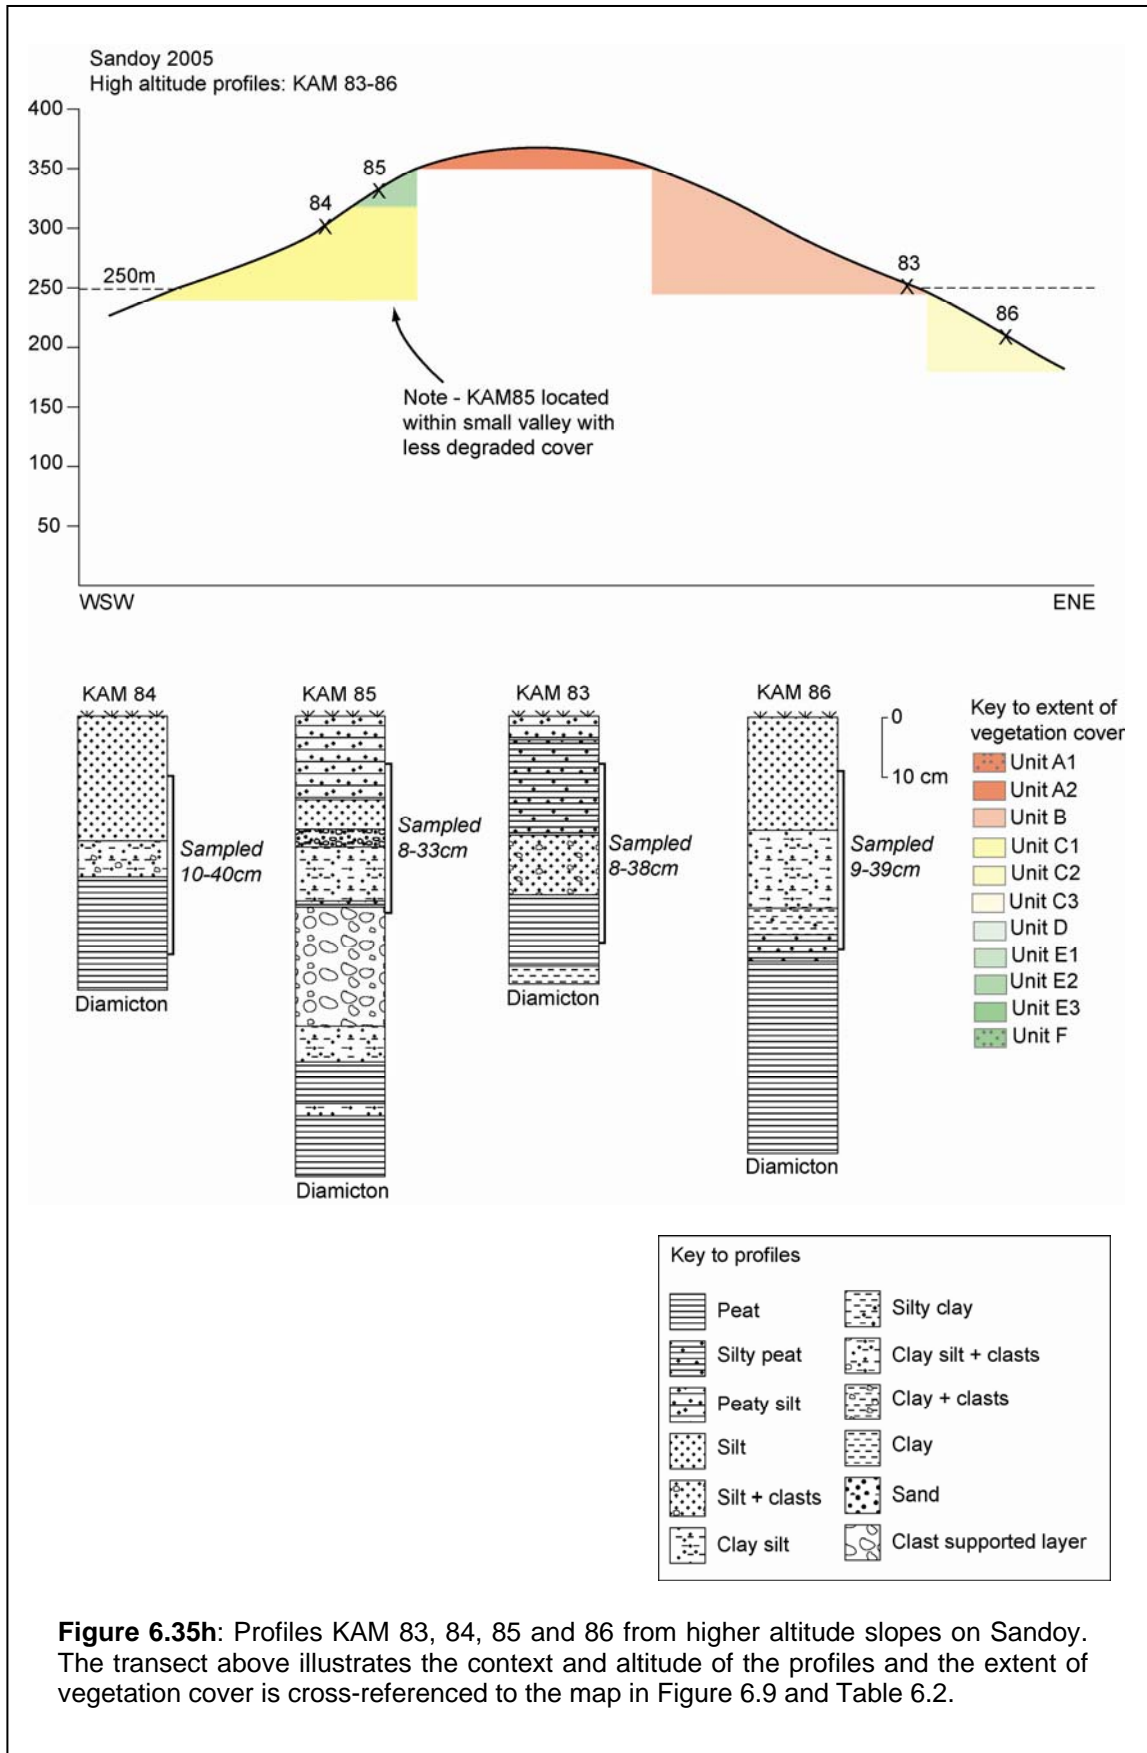 Sandoy 2005
High altitude profiles: KAM 83-86
400
350
300
250
200
150
100
50
250m
84
85
83
86
Note - KAM85 located
within small valley with
less degraded cover
WSW
ENE
KAM 84
KAM 85
KAM 83
KAM 86
Sampled
10-40cm
Sampled
8-33cm
Sampled
8-38cm
Sampled
9-39cm
0
10 cm
Diamicton
Diamicton
Diamicton
Diamicton
Key to extent of
vegetation cover
Unit A1
Unit A2
Unit B
Unit C1
Unit C2
Unit C3
Unit D
Unit E1
Unit E2
Unit E3
Unit F
Key to profiles
Peat
Silty peat
Peaty silt
Silt
Silt + clasts
Clay silt
Silty clay
Clay silt + clasts
Clay + clasts
Clay
Sand
Clast supported layer
Figure 6.35h: Profiles KAM 83, 84, 85 and 86 from higher altitude slopes on Sandoy.
The transect above illustrates the context and altitude of the profiles and the extent of
vegetation cover is cross-referenced to the map in Figure 6.9 and Table 6.2.